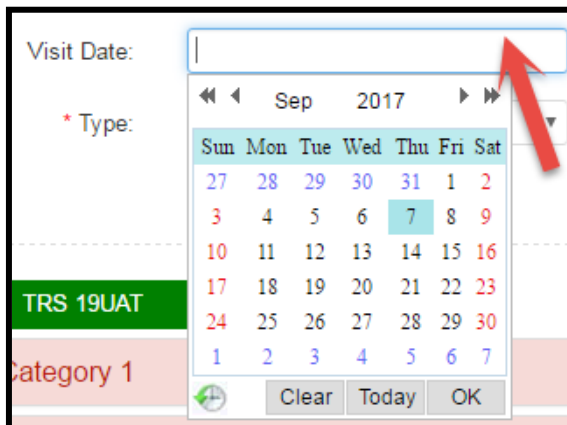 Visit Date:
Sep 2017
* Type:
Sun Mon Tue Wed Thu Fri Sat
27 28 29 30 31 1 2
3 4 5 6 7 8 9
10 11 12 13 14 15 16
17 18 19 20 21 22 23
24 25 26 27 28 29 30
1 2 3 4 5 6 7
TRS 19UAT
Category 1
Clear Today OK